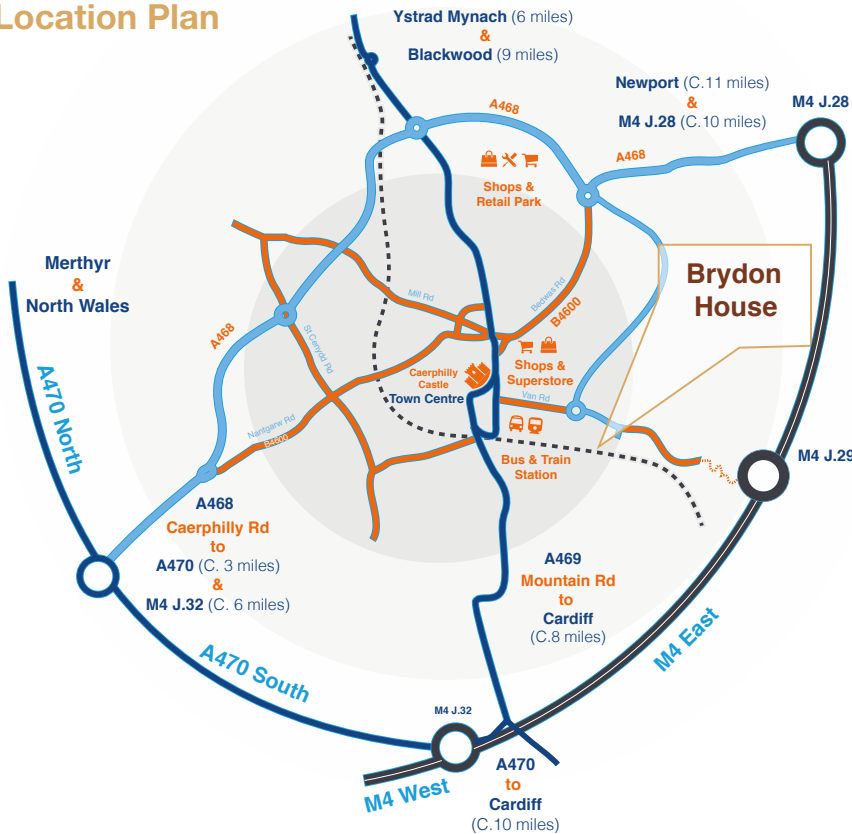 Location Plan
Ystrad Mynach (6 miles)
&
Blackwood (9 miles)
Newport (C.11 miles)
&
M4 J.28 (C.10 miles)
M4 J.28
A468
A468
Shops &
Retail Park
Merthyr
&
North Wales
Brydon
House
Mill Rd
Bedwas Rd
B4600
A468
St Cenydd Rd
A470 North
Caerphilly
Castle
Town Centre
Shops &
Superstore
Van Rd
Nantgarw Rd
B4600
Bus & Train
Station
M4 J.29
A468
Caerphilly Rd
to
A470 (C. 3 miles)
&
M4 J.32 (C. 6 miles)
A469
Mountain Rd
to
Cardiff
(C.8 miles)
M4 East
A470 South
M4 J.32
M4 West
A470
to
Cardiff
(C.10 miles)